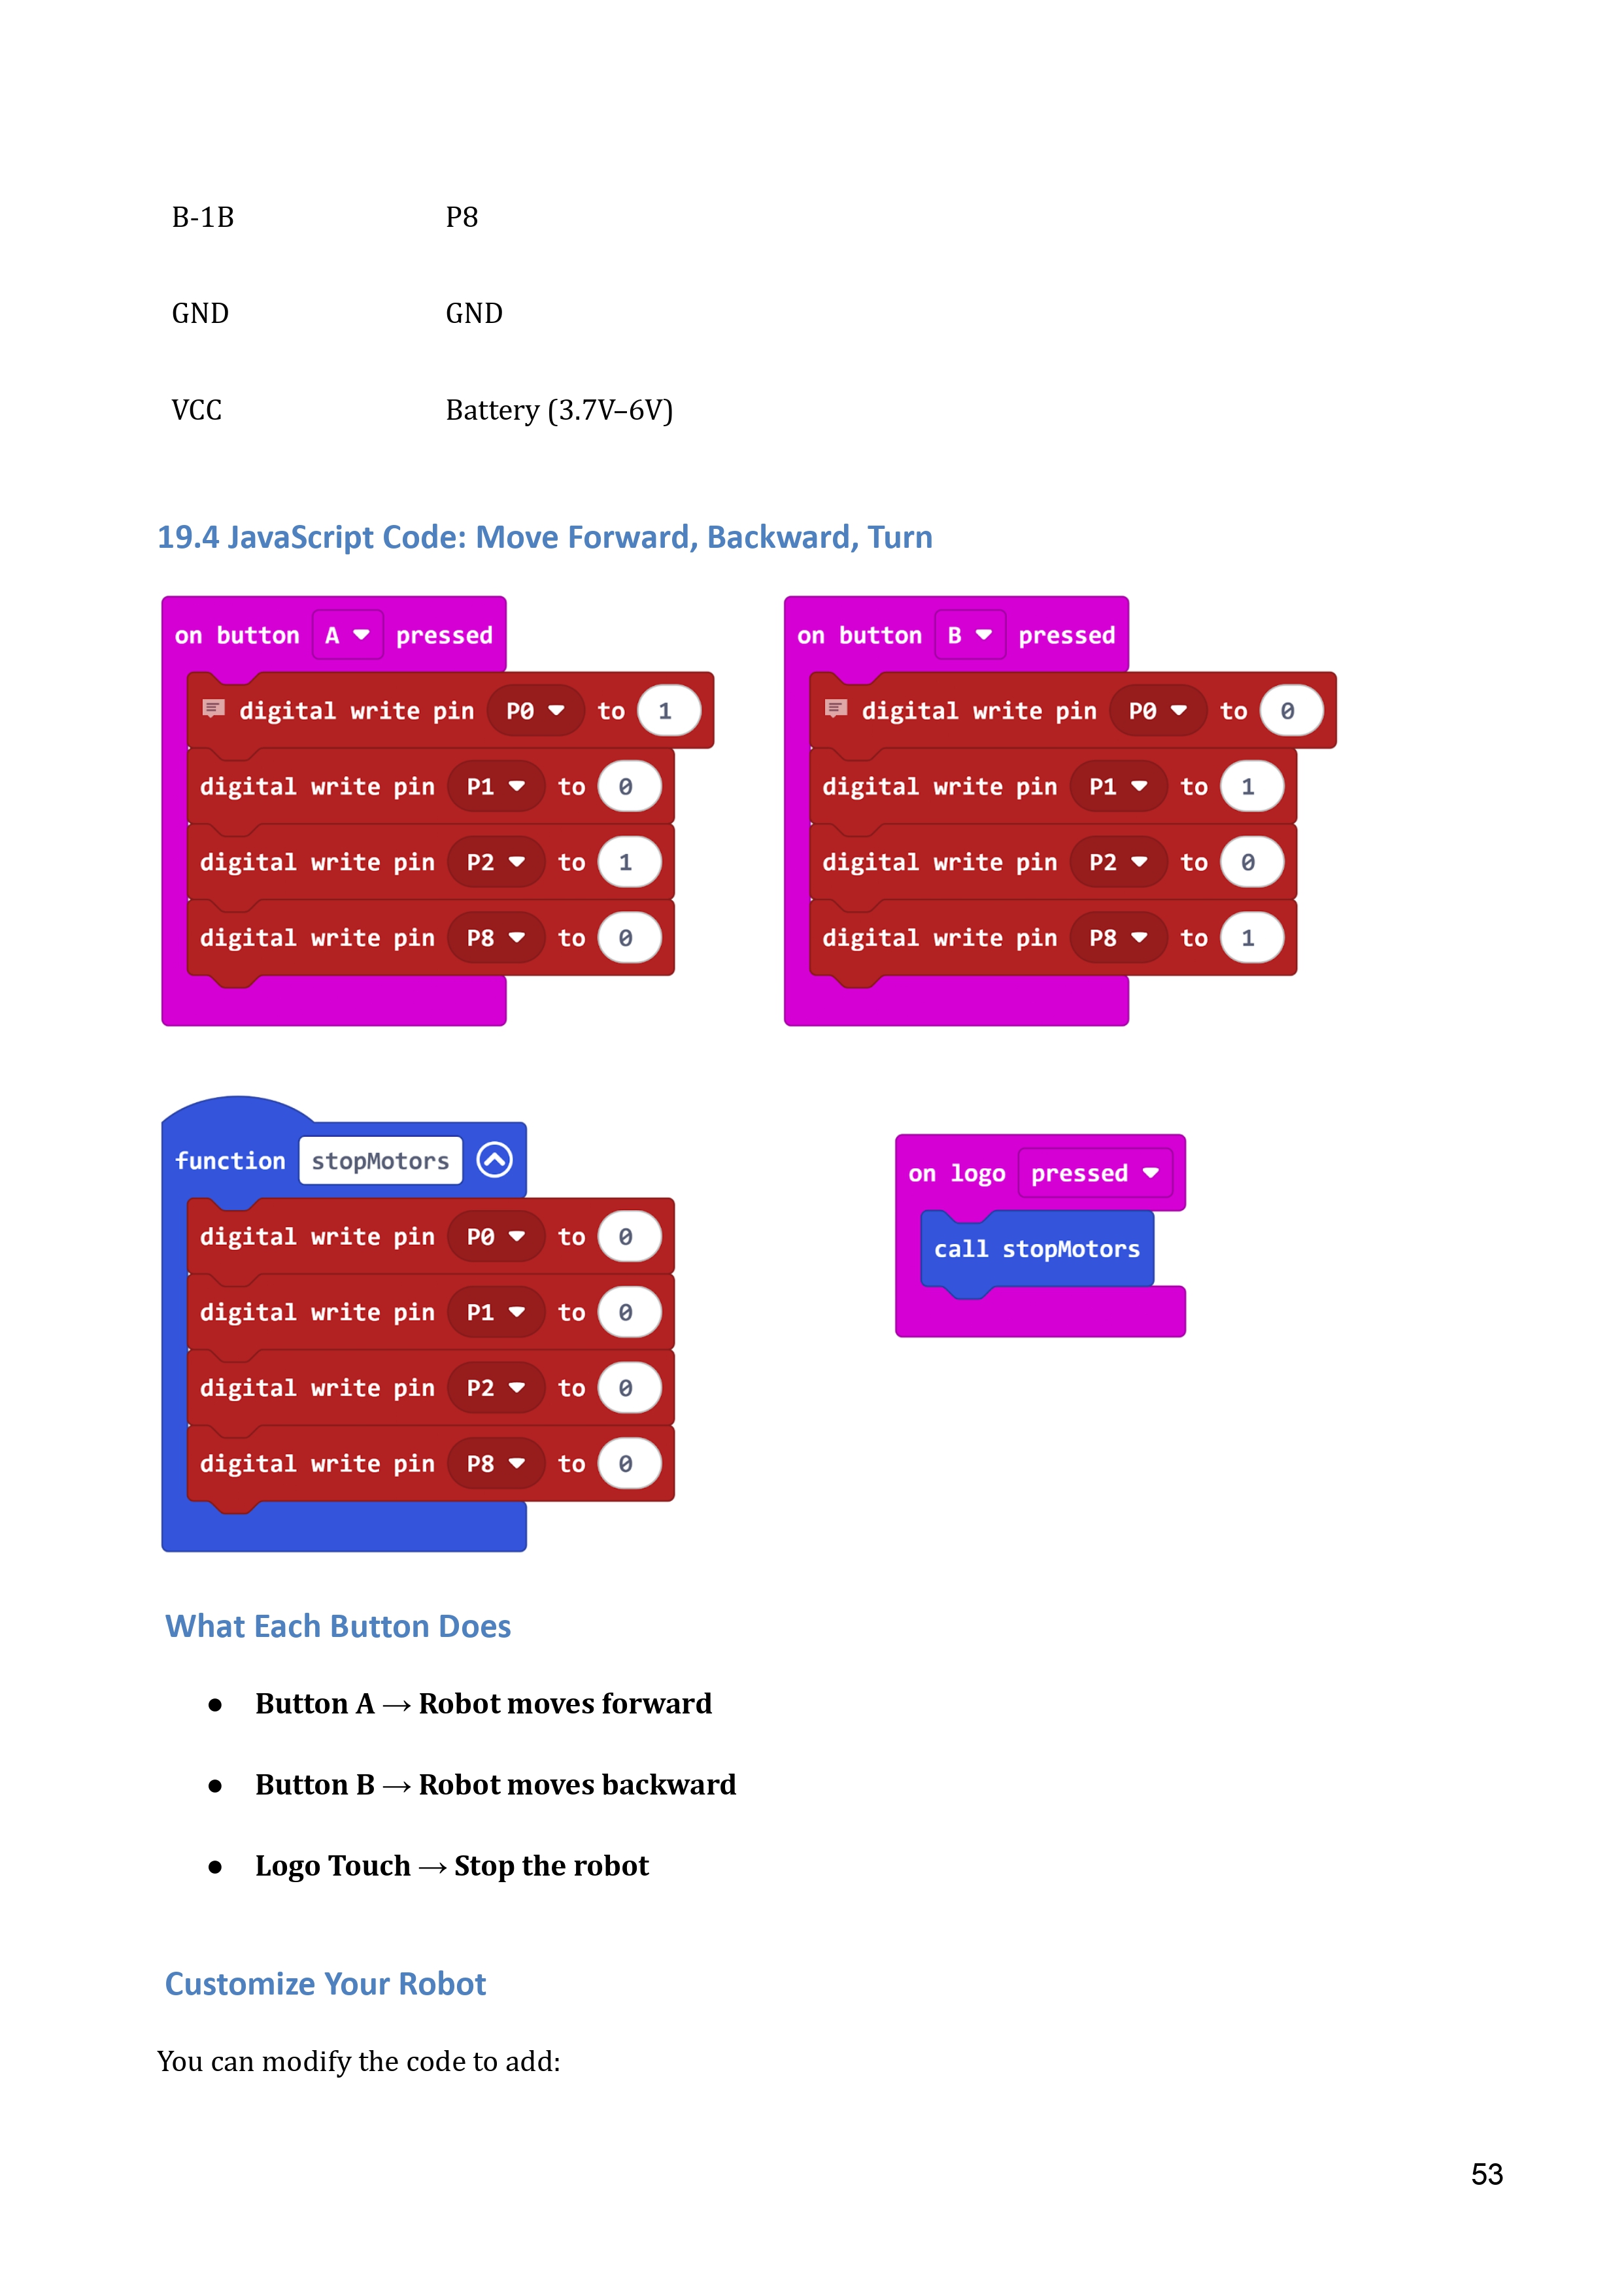 B-1B P8
GND GND
VCC Battery (3.7V–6V)
19.4 JavaScript Code: Move Forward, Backward, Turn
on button A pressed
digital write pin P0 to 1
digital write pin P1 to 0
digital write pin P2 to 1
digital write pin P8 to 0
on button B pressed
digital write pin P0 to 0
digital write pin P1 to 1
digital write pin P2 to 0
digital write pin P8 to 1
function stopMotors
digital write pin P0 to 0
digital write pin P1 to 0
digital write pin P2 to 0
digital write pin P8 to 0
on logo pressed
call stopMotors
What Each Button Does
● Button A → Robot moves forward
● Button B → Robot moves backward
● Logo Touch → Stop the robot
Customize Your Robot
You can modify the code to add:
53